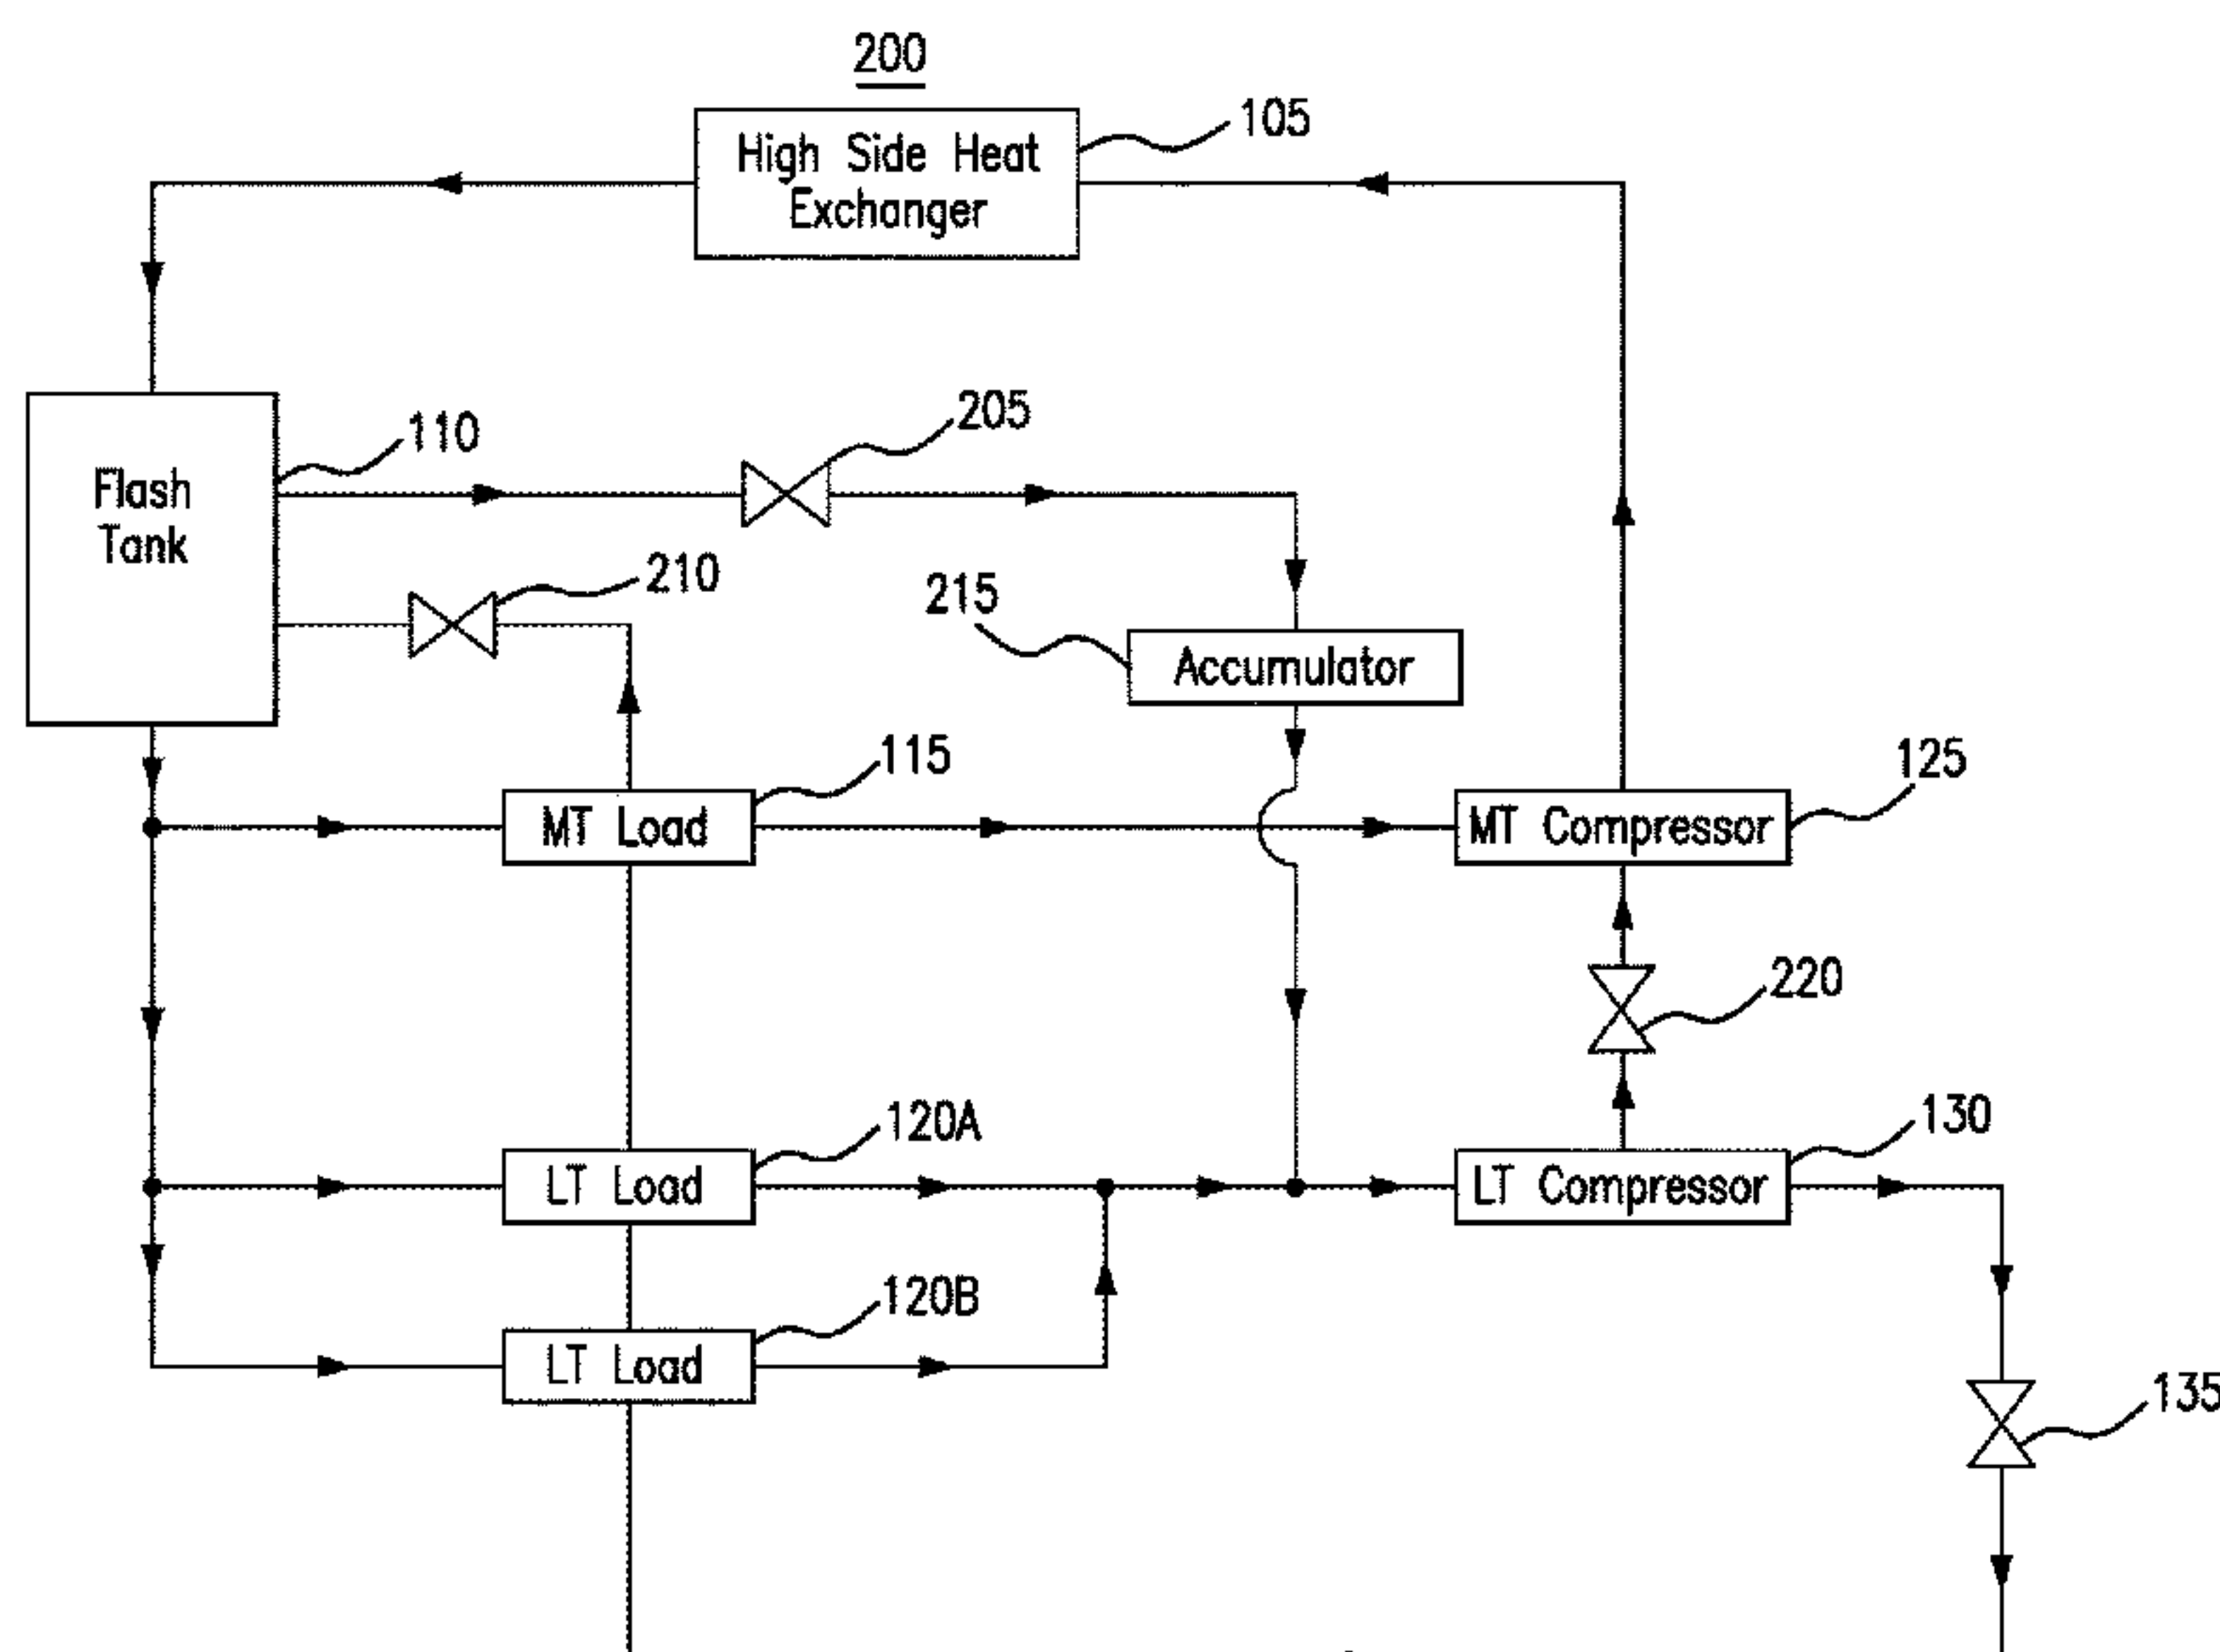 200
High Side Heat
Exchanger
105
110
Flash
Tank
205
210
215
Accumulator
115
MT Load
MT Compressor
125
220
120A
LT Load
LT Compressor
130
120B
LT Load
135